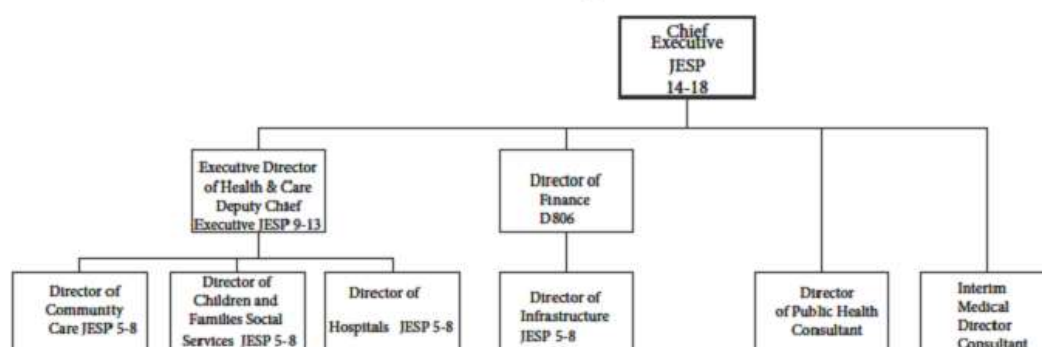 Chief
Executive
JESP
14-18
Executive Director
of Health & Care
Deputy Chief
Executive JESP 9-13
Director of
Finance
D806
Director of
Community
Care JESP 5-8
Director of
Children and
Families Social
Services JESP 5-8
Director of
Hospitals JESP 5-8
Director of
Infrastructure
JESP 5-8
Director
of Public Health
Consultant
Interim
Medical
Director
Consultant